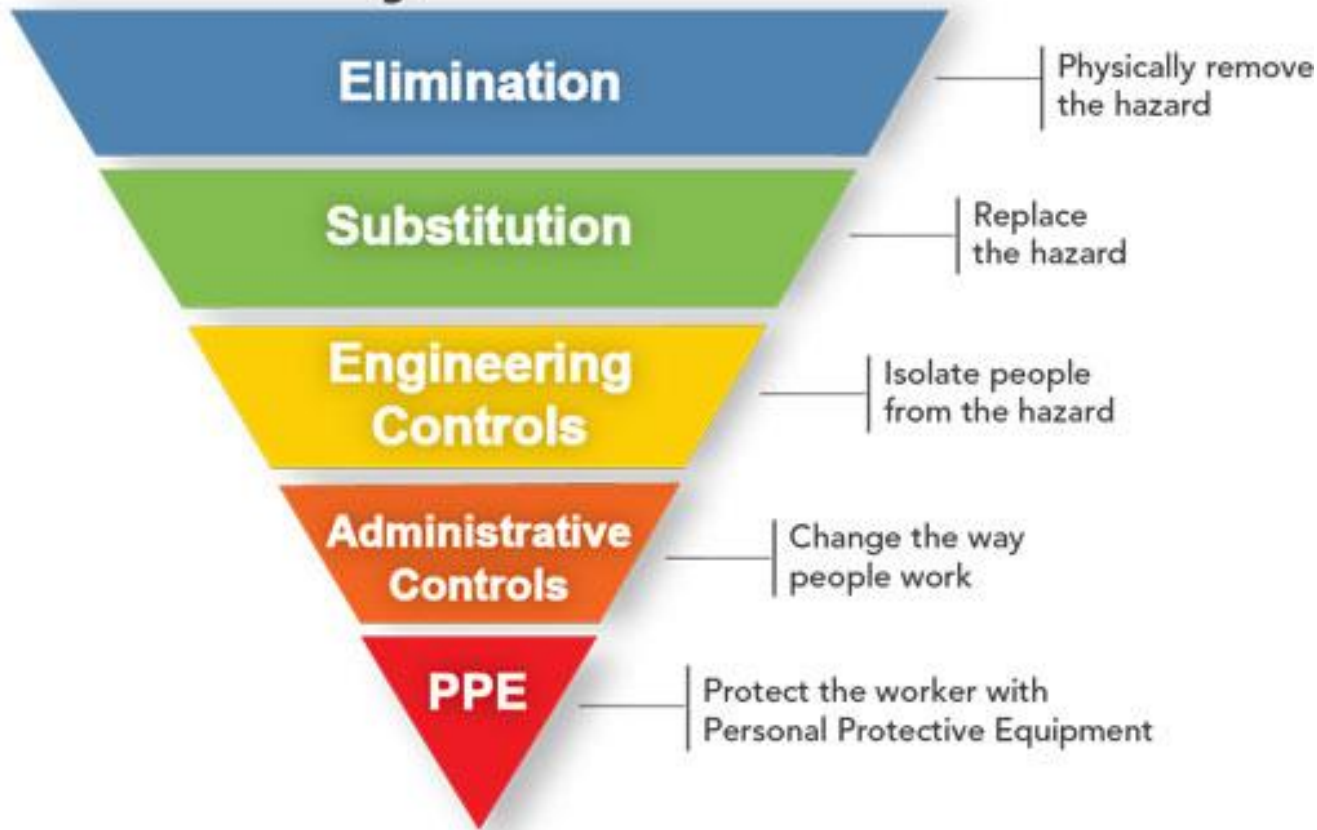 Elimination
Physically remove
the hazard
Substitution
Replace
the hazard
Engineering
Controls
Isolate people
from the hazard
Administrative
Controls
Change the way
people work
PPE
Protect the worker with
Personal Protective Equipment